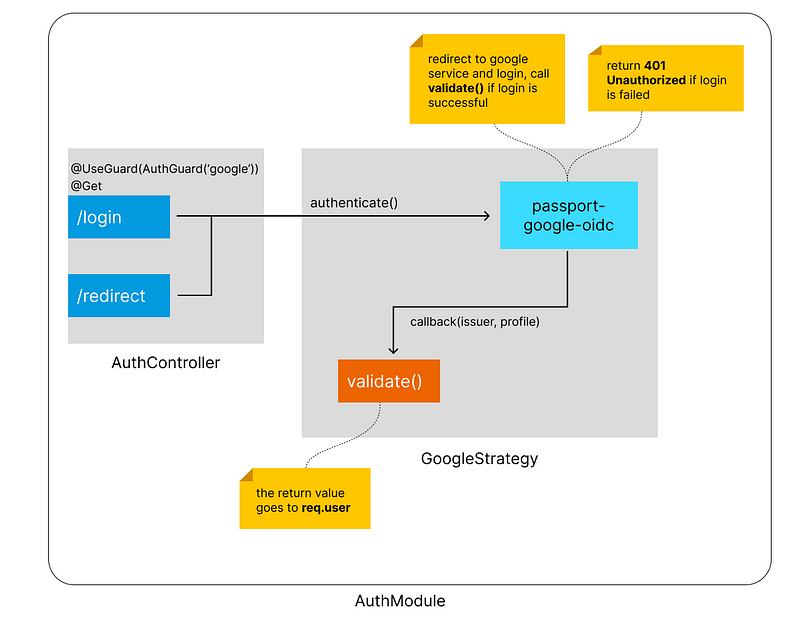 redirect to google
service and login, call
validate() if login is
successful
return 401
Unauthorized if login
is failed
@UseGuard(AuthGuard(‘google’))
@Get
/login
authenticate()
passport-
google-oidc
/redirect
callback(issuer, profile)
AuthController
validate()
GoogleStrategy
the return value
goes to req.user
AuthModule